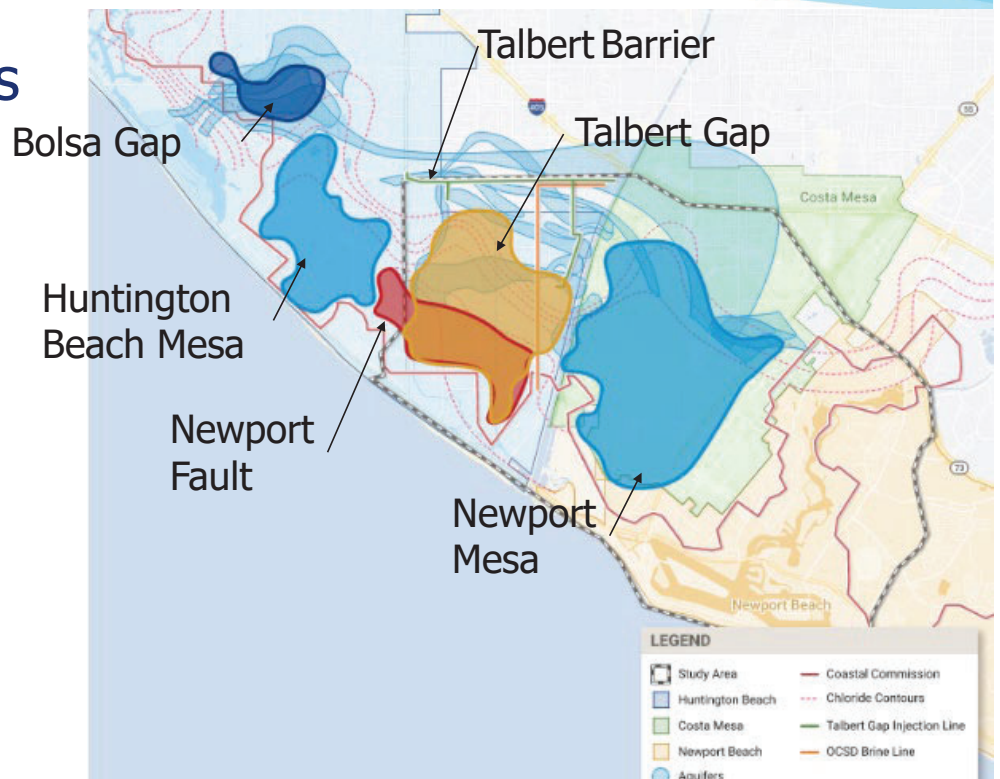 s
Talbert Barrier
Bolsa Gap
405
Talbert Gap
55
Costa Mesa
Huntington
Beach Mesa
Newport
Fault
73
Newport
Mesa
Newport Beach
LEGEND
Study Area
Huntington Beach
Costa Mesa
Newport Beach
Aquifers
Coastal Commission
Chloride Contours
Talbert Gap Injection Line
OCSD Brine Line